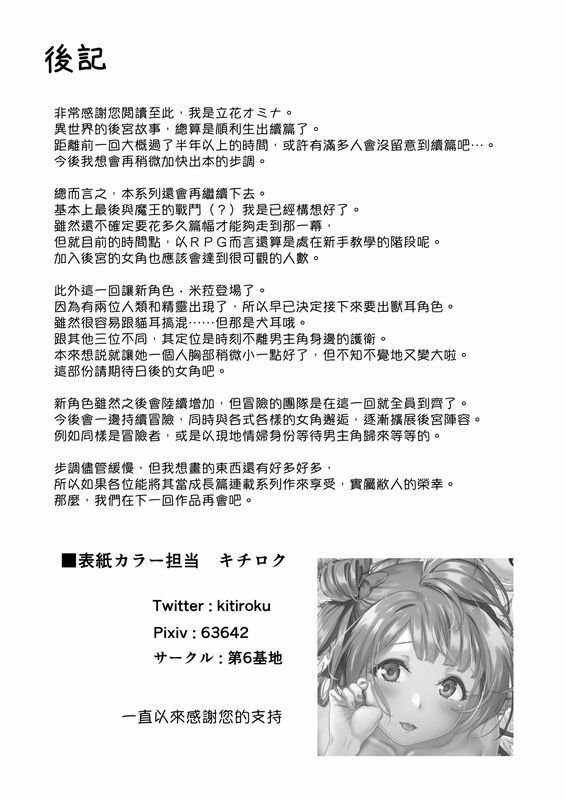 後記
非常感謝您閱讀至此，我是立花オミナ。
異世界的後宮故事，總算是順利生出續篇了。
距離前一回大概過了半年以上的時間，或許有滿多人會沒留意到續篇吧…。
今後我想會再稍微加快出本的步調。
總而言之，本系列還會再繼續下去。
基本上最後與魔王的戰鬥（？）我是已經構想好了。
雖然還不確定要花多久篇幅才能夠走到那一幕，
但就目前的時間點，以ＲＰＧ而言還算是處在新手教學的階段呢。
加入後宮的女角也應該會達到很可觀的人數。
此外這一回讓新角色．米菈登場了。
因為有兩位人類和精靈出現了，所以早已決定接下來要出獸耳角色。
雖然很容易跟貓耳搞混……但那是犬耳哦。
跟其他三位不同，其定位是時刻不離男主角身邊的護衛。
本來想說就讓她一個人胸部稍微小一點好了，但不知不覺地又變大啦。
這部份請期待日後的女角吧。
新角色雖然之後會陸續增加，但冒險的團隊是在這一回就全員到齊了。
今後會一邊持續冒險，同時與各式各樣的女角邂逅，逐漸擴展後宮陣容。
例如同樣是冒險者，或是以現地情婦身份等待男主角歸來等等的。
步調儘管緩慢，但我想畫的東西還有好多好多，
所以如果各位能將其當成長篇連載系列作來享受，實屬敝人的榮幸。
那麼，我們在下一回作品再會吧。
■表紙カラー担当　キチロク
Twitter : kitiroku
Pixiv : 63642
サークル : 第6基地
一直以來感謝您的支持